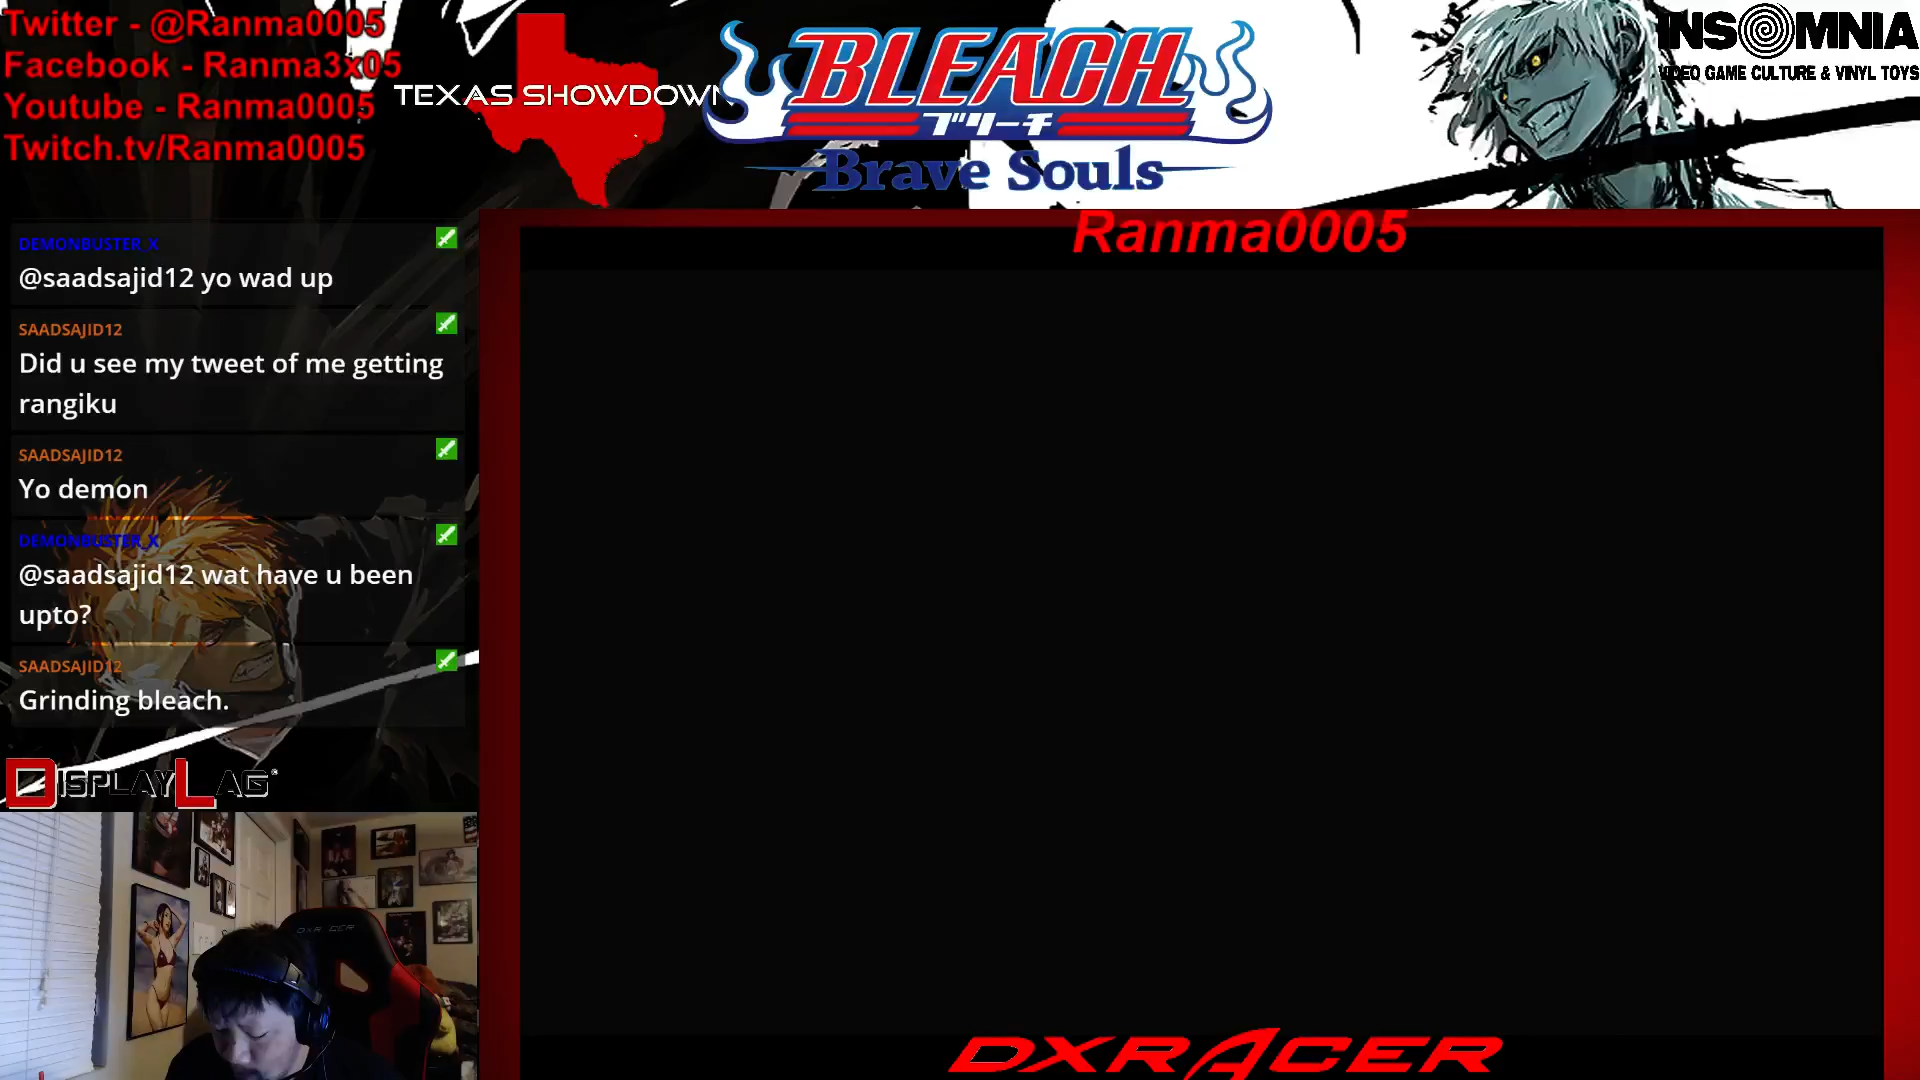 Twitter - @Ranma0005
Facebook - Ranma3x05
Youtube - Ranma0005
Twitch.tv/Ranma0005
TEXAS SHOWDOWN
BLEACH
ブリーチ
Brave Souls
INSOMNIA
VIDEO GAME CULTURE & VINYL TOYS
Ranma0005
DEMONBUSTER_X
@saadsajid12 yo wad up
SAADSAJID12
Did u see my tweet of me getting
rangiku
SAADSAJID12
Yo demon
DEMONBUSTER_X
@saadsajid12 wat have u been
upto?
SAADSAJID12
Grinding bleach.
DISPLAYLAG®
DXRACER
DXRACER